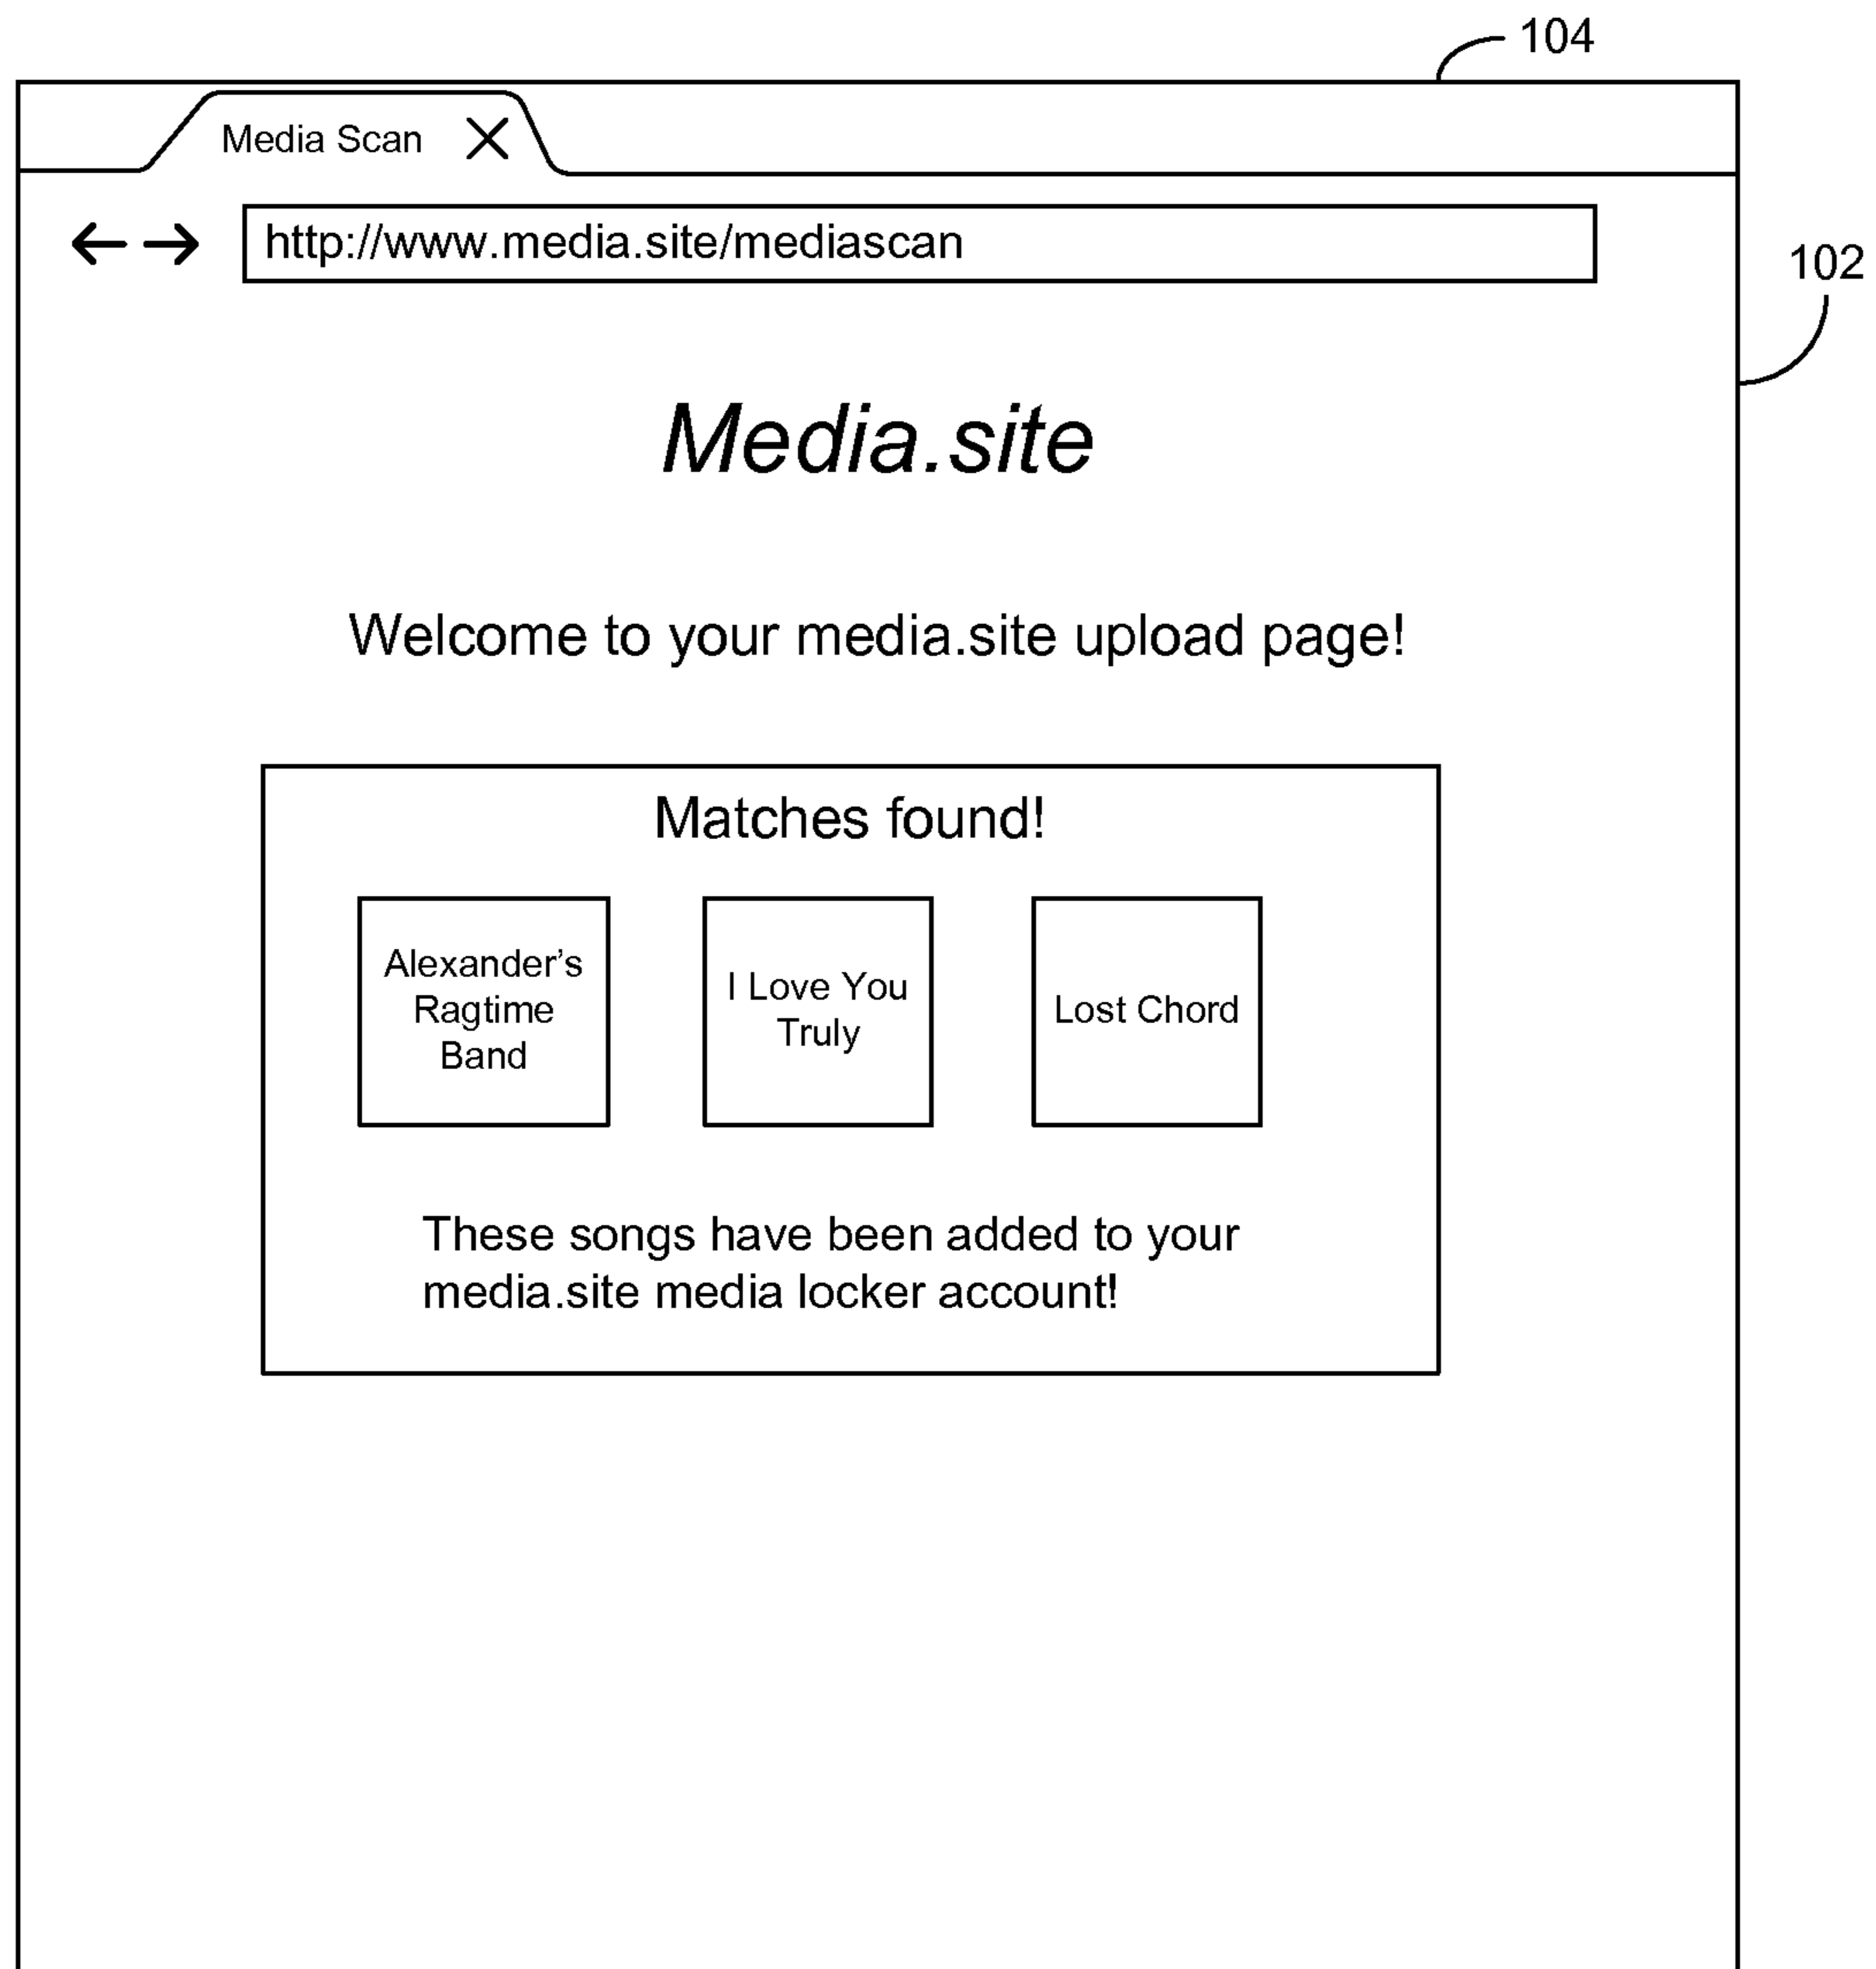 104
Media Scan
http://www.media.site/mediascan
102
Media.site
Welcome to your media.site upload page!
Matches found!
Alexander’s
Ragtime
Band
I Love You
Truly
Lost Chord
These songs have been added to your
media.site media locker account!